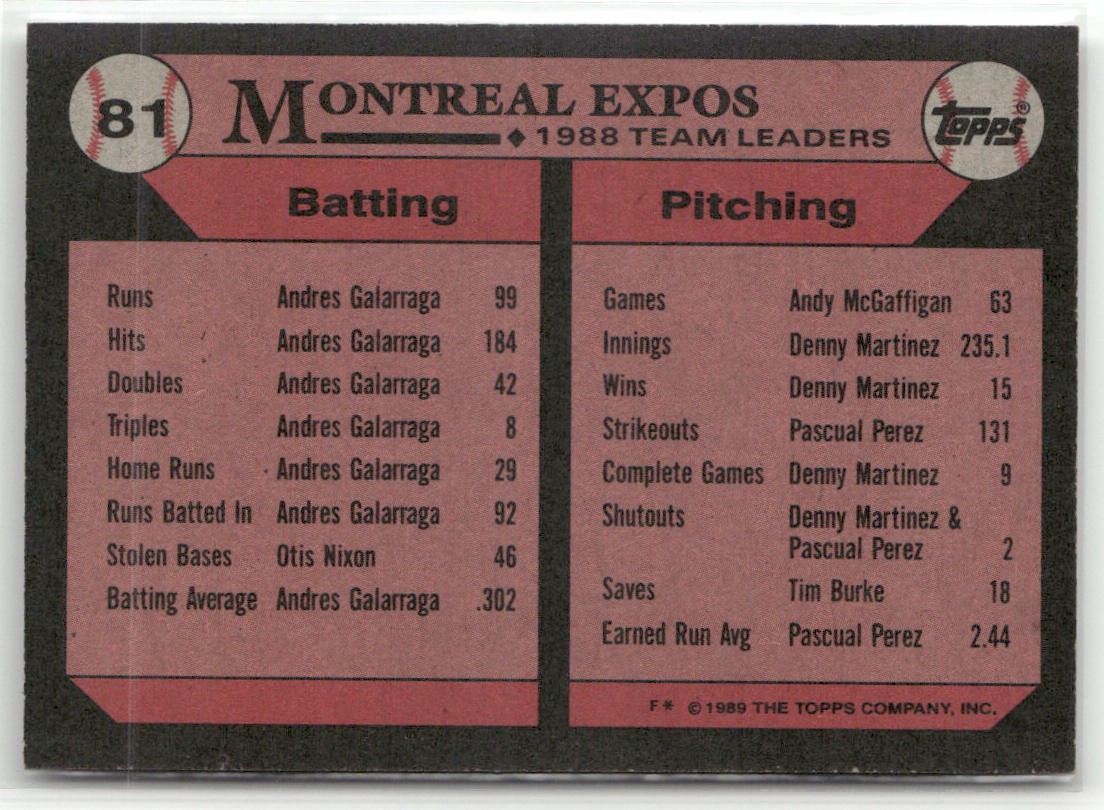 81
MONTREAL EXPOS
1988 TEAM LEADERS
TOPPS®
Batting
Runs Andres Galarraga 99
Hits Andres Galarraga 184
Doubles Andres Galarraga 42
Triples Andres Galarraga 8
Home Runs Andres Galarraga 29
Runs Batted In Andres Galarraga 92
Stolen Bases Otis Nixon 46
Batting Average Andres Galarraga .302
Pitching
Games Andy McGaffigan 63
Innings Denny Martinez 235.1
Wins Denny Martinez 15
Strikeouts Pascual Perez 131
Complete Games Denny Martinez 9
Shutouts Denny Martinez &
Pascual Perez 2
Saves Tim Burke 18
Earned Run Avg Pascual Perez 2.44
F* © 1989 THE TOPPS COMPANY, INC.